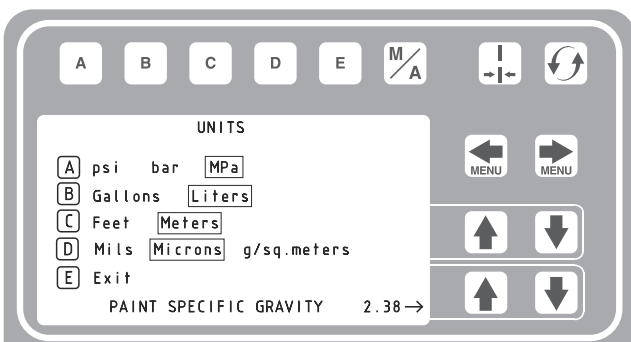 A B C D E M/A
UNITS
MENU MENU
A psi bar MPa
B Gallons Liters
C Feet Meters
D Mils Microns g/sq.meters
E Exit
PAINT SPECIFIC GRAVITY 2.38→